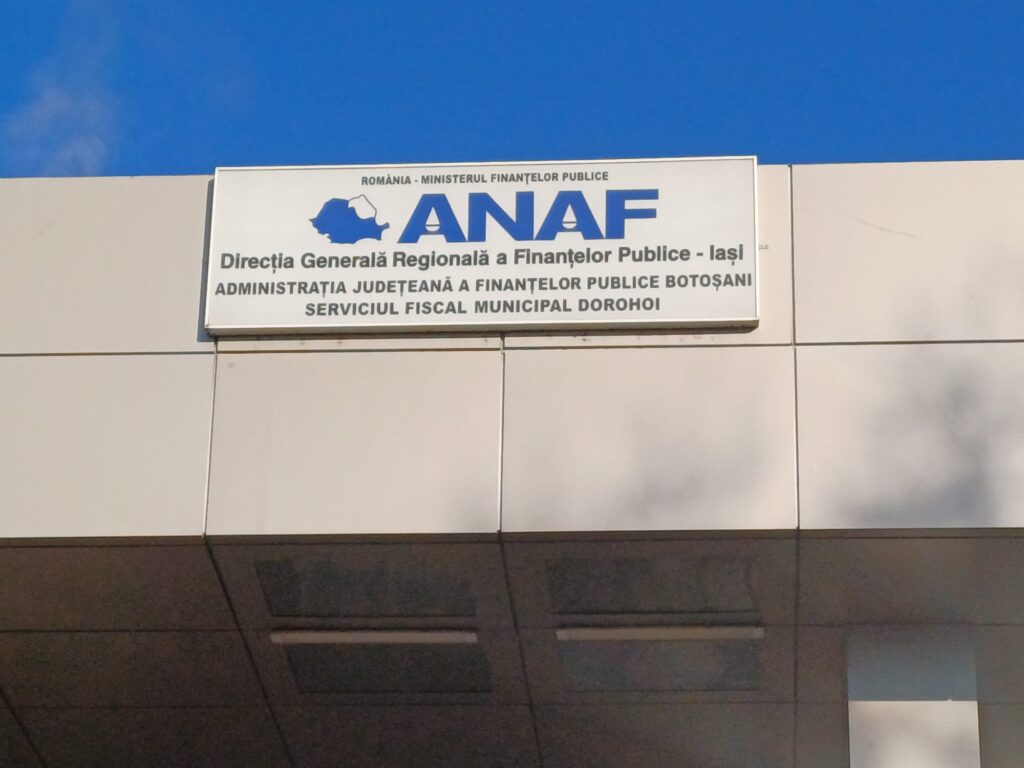 ROMÂNIA - MINISTERUL FINANȚELOR PUBLICE
ANAF
Direcția Generală Regională a Finanțelor Publice - Iași
ADMINISTRAȚIA JUDEȚEANĂ A FINANȚELOR PUBLICE BOTOȘANI
SERVICIUL FISCAL MUNICIPAL DOROHOI